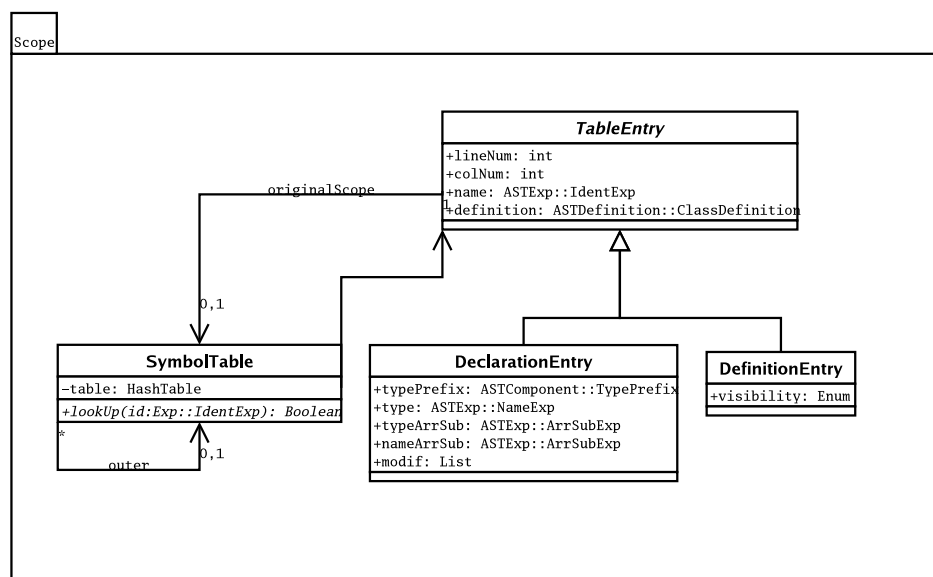 Scope
TableEntry
+lineNum: int
+colNum: int
+name: ASTExp::IdentExp
+definition: ASTDefinition::ClassDefinition
originalScope
1
0,1
SymbolTable
-table: HashTable
+lookUp(id:Exp::IdentExp): Boolean
*
outer
0,1
DeclarationEntry
+typePrefix: ASTComponent::TypePrefix
+type: ASTExp::NameExp
+typeArrSub: ASTExp::ArrSubExp
+nameArrSub: ASTExp::ArrSubExp
+modif: List
DefinitionEntry
+visibility: Enum